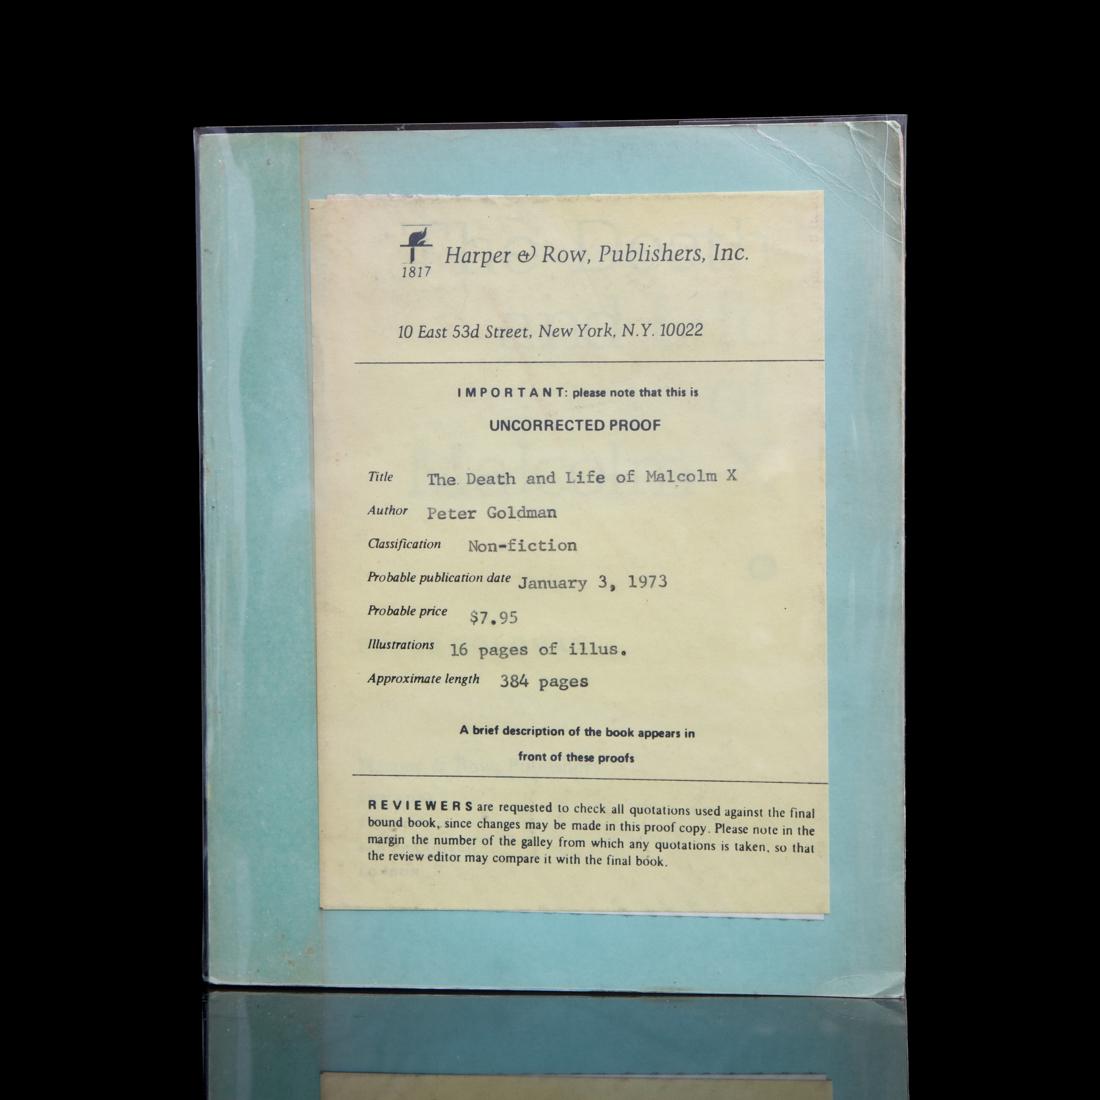 1817
Harper & Row, Publishers, Inc.
10 East 53d Street, New York, N.Y. 10022
IMPORTANT: please note that this is
UNCORRECTED PROOF
Title The Death and Life of Malcolm X
Author Peter Goldman
Classification Non-fiction
Probable publication date January 3, 1973
Probable price $7.95
Illustrations 16 pages of illus.
Approximate length 384 pages
A brief description of the book appears in
front of these proofs
REVIEWERS are requested to check all quotations used against the final
bound book, since changes may be made in this proof copy. Please note in the
margin the number of the galley from which any quotations is taken, so that
the review editor may compare it with the final book.